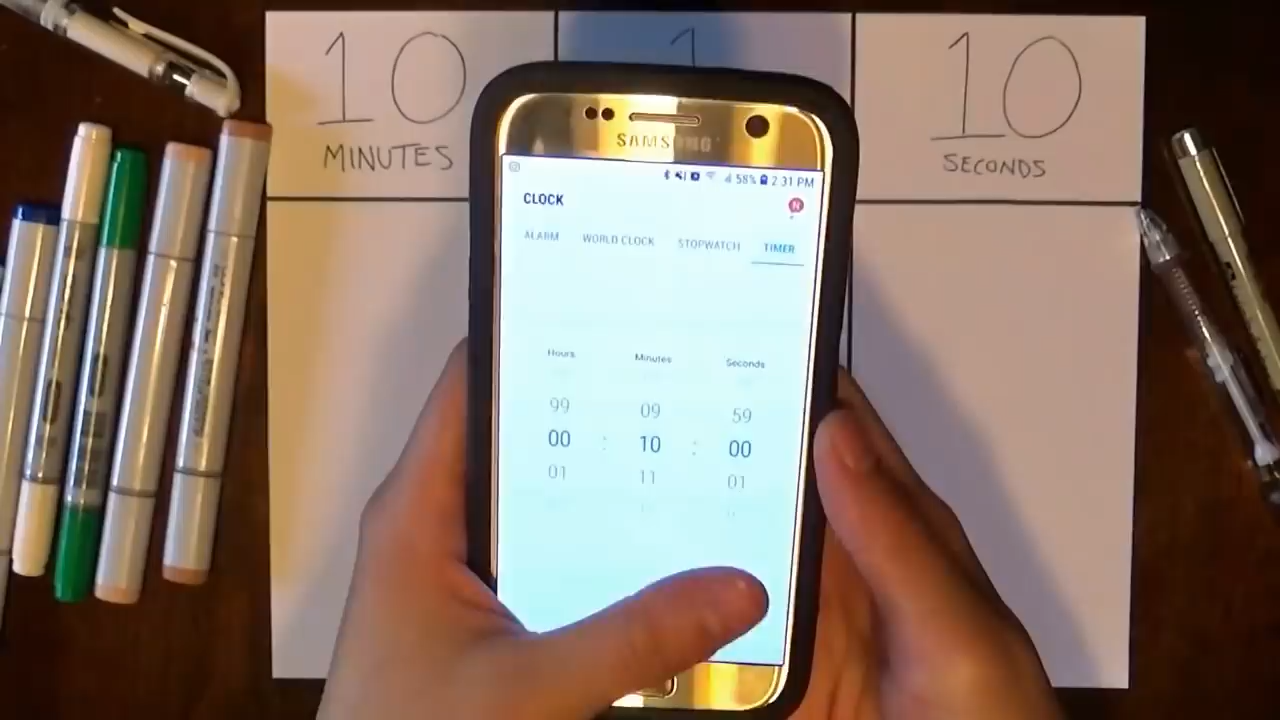 10 1 10
MINUTES SECONDS
SAMSUNG
58% 2:31 PM
CLOCK
N
ALARM WORLD CLOCK STOPWATCH TIMER
Hours Minutes Seconds
99 09 59
00 : 10 : 00
01 11 01